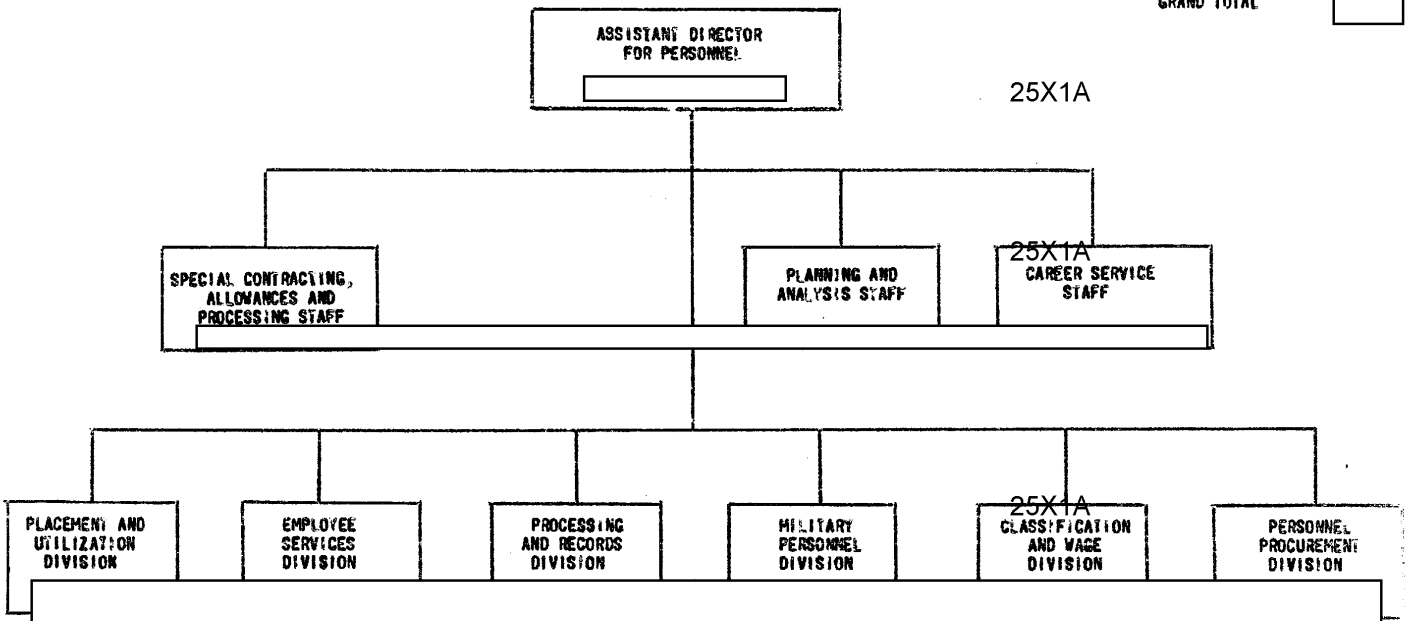 GRAND TOTAL
ASSISTANT DIRECTOR
FOR PERSONNEL
25X1A
25X1A
SPECIAL CONTRACTING,
ALLOWANCES AND
PROCESSING STAFF
PLANNING AND
ANALYSIS STAFF
CAREER SERVICE
STAFF
25X1A
PLACEMENT AND
UTILIZATION
DIVISION
EMPLOYEE
SERVICES
DIVISION
PROCESSING
AND RECORDS
DIVISION
MILITARY
PERSONNEL
DIVISION
CLASSIFICATION
AND WAGE
DIVISION
PERSONNEL
PROCUREMENT
DIVISION